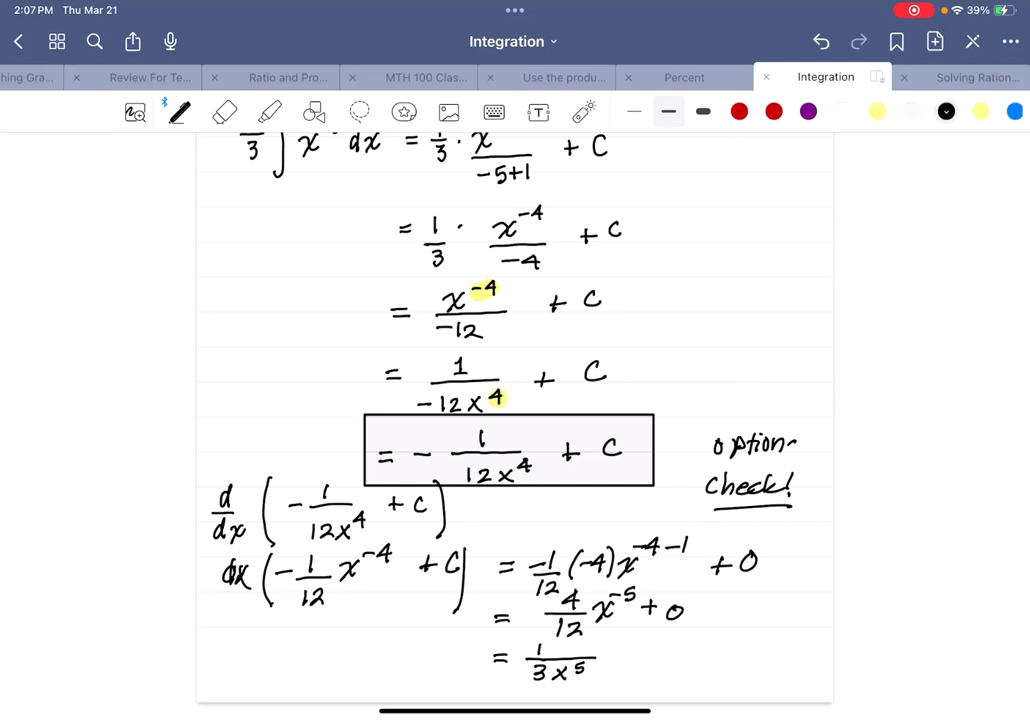 2:07 PM Thu Mar 21 39%
Integration
hing Gra... Review For Te... Ratio and Pro... MTH 100 Clas... Use the produ... Percent Integration Solving Ration...
1/3 ∫ x dx = 1/3 · x/(-5+1) + C
= 1/3 · x^-4/-4 + C
= x^-4/-12 + C
= 1/(-12x^4) + C
= - 1/(12x^4) + C
option-
check!
d/dx (- 1/(12x^4) + C)
dx (- 1/12 x^-4 + C) = -1/12 (-4)x^(-4-1) + 0
= 4/12 x^-5 + 0
= 1/(3x^5)